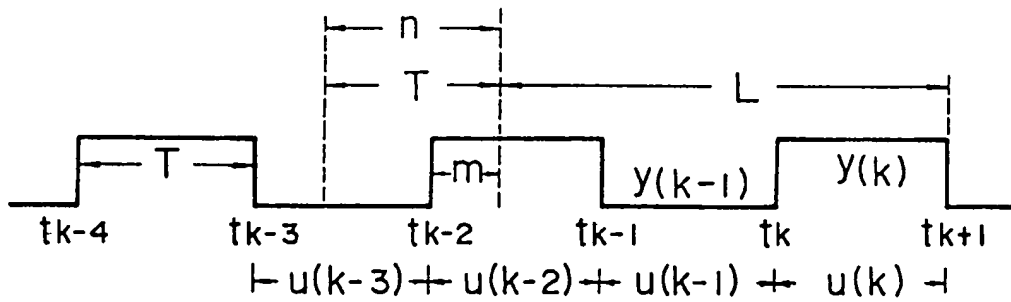 n
T L
T m y(k-1) y(k)
tk-4 tk-3 tk-2 tk-1 tk tk+1
u(k-3) u(k-2) u(k-1) u(k)